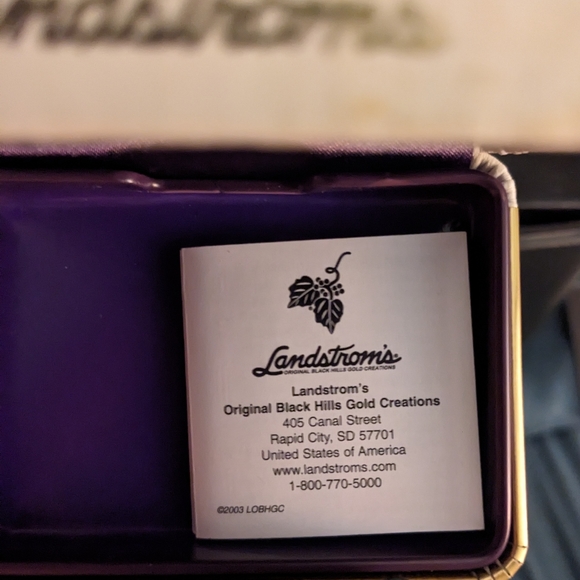 Landstrom's
ORIGINAL BLACK HILLS GOLD CREATIONS
Landstrom's
Original Black Hills Gold Creations
405 Canal Street
Rapid City, SD 57701
United States of America
www.landstroms.com
1-800-770-5000
©2003 LOBHGC